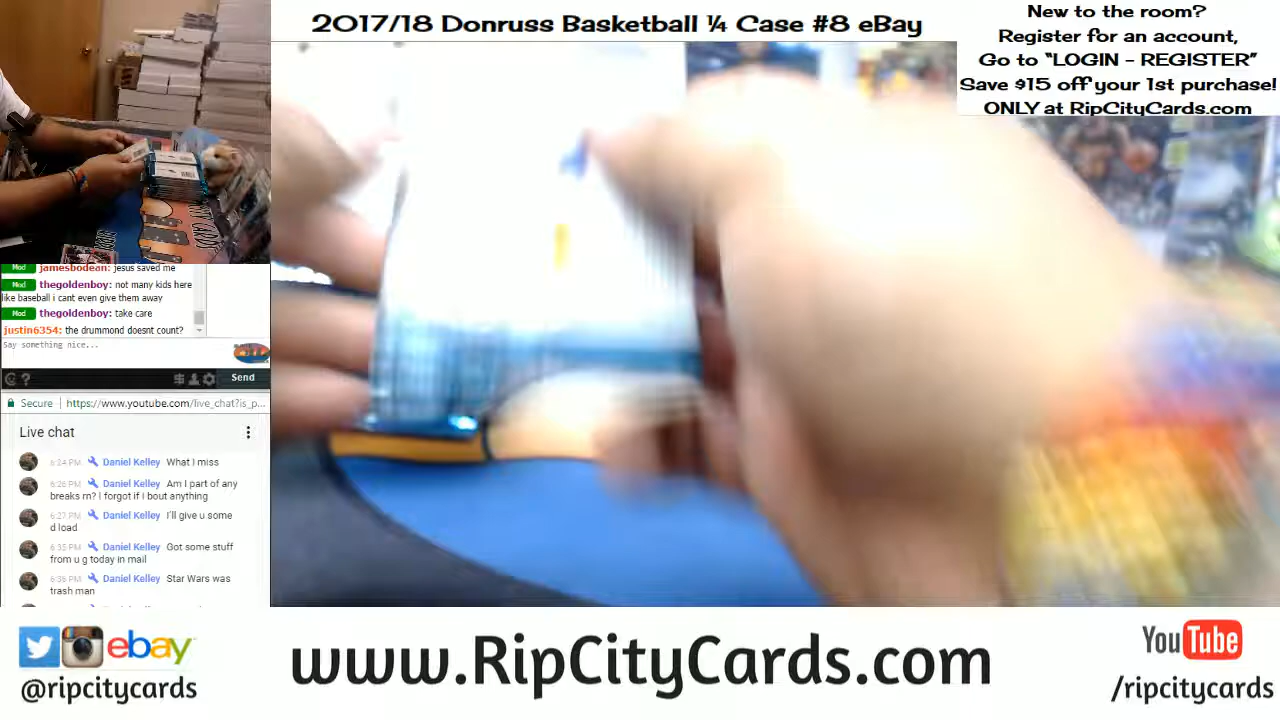 2017/18 Donruss Basketball ¼ Case #8 eBay
New to the room?
Register for an account,
Go to "LOGIN - REGISTER"
Save $15 off your 1st purchase!
ONLY at RipCityCards.com
Mod jamesbodean: jesus saved me
Mod thegoldenboy: not many kids here
like baseball i cant even give them away
Mod thegoldenboy: take care
justin6354: the drummond doesnt count?
Say something nice...
Send
Secure https://www.youtube.com/live_chat?is_p...
Live chat
6:24 PM Daniel Kelley What I miss
6:26 PM Daniel Kelley Am I part of any
breaks rn? I forgot if I bout anything
6:27 PM Daniel Kelley I'll give u some
d load
6:35 PM Daniel Kelley Got some stuff
from u g today in mail
6:36 PM Daniel Kelley Star Wars was
trash man
ebay
@ripcitycards
www.RipCityCards.com
YouTube
/ripcitycards